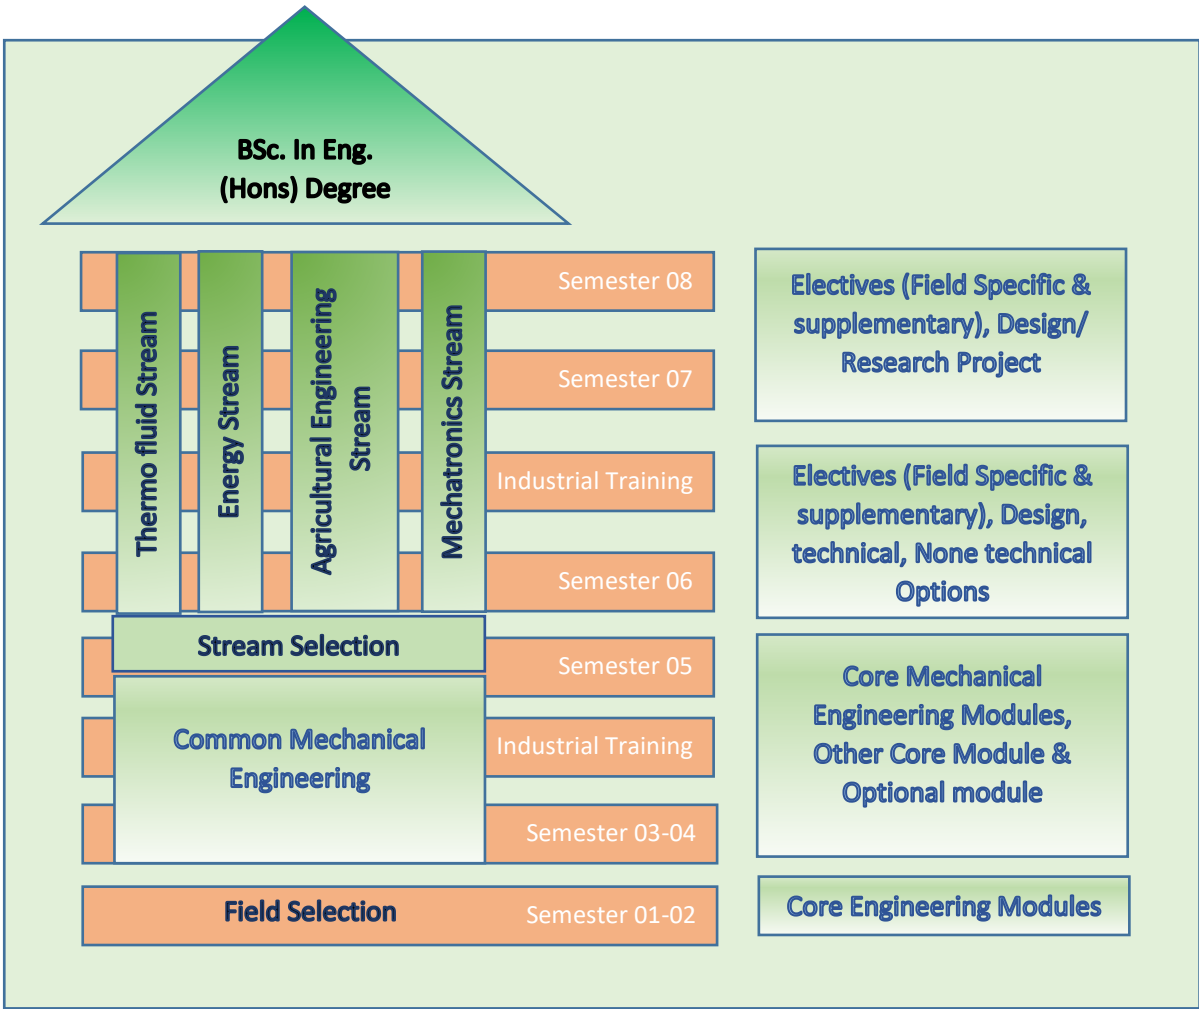 BSc. In Eng.
(Hons) Degree
Thermo fluid Stream
Energy Stream
Agricultural Engineering
Stream
Mechatronics Stream
Semester 08
Semester 07
Industrial Training
Semester 06
Stream Selection
Semester 05
Common Mechanical
Engineering
Industrial Training
Semester 03-04
Field Selection
Semester 01-02
Electives (Field Specific &
supplementary), Design/
Research Project
Electives (Field Specific &
supplementary), Design,
technical, None technical
Options
Core Mechanical
Engineering Modules,
Other Core Module &
Optional module
Core Engineering Modules